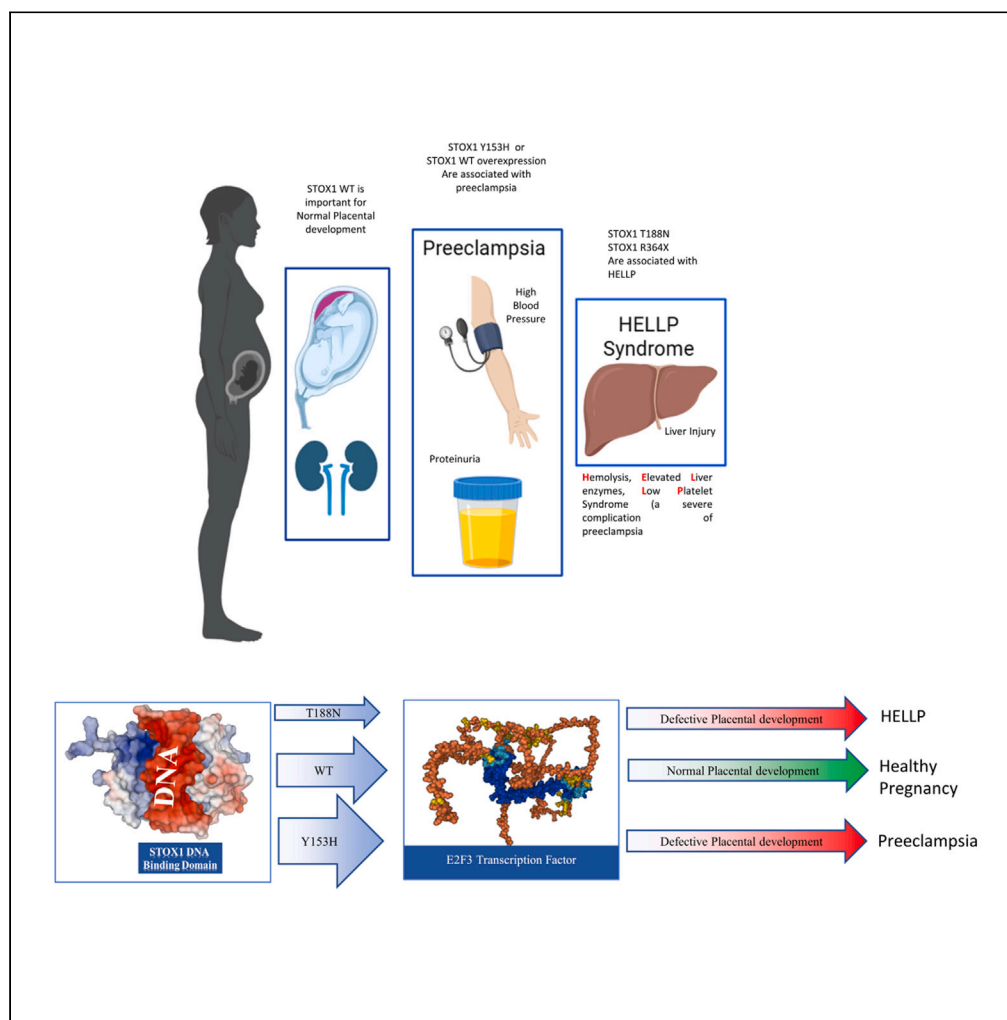 STOX1 WT is
important for
Normal Placental
development
STOX1 Y153H or
STOX1 WT overexpression
Are associated with
preeclampsia
Preeclampsia
High
Blood
Pressure
Proteinuria
STOX1 T188N
STOX1 R364X
Are associated with
HELLP
HELLP
Syndrome
Liver Injury
Hemolysis, Elevated Liver
enzymes, Low Platelet
Syndrome (a severe
complication of
preeclampsia
DNA
STOX1 DNA
Binding Domain
T188N
WT
Y153H
E2F3 Transcription Factor
Defective Placental development
HELLP
Normal Placental development
Healthy
Pregnancy
Defective Placental development
Preeclampsia